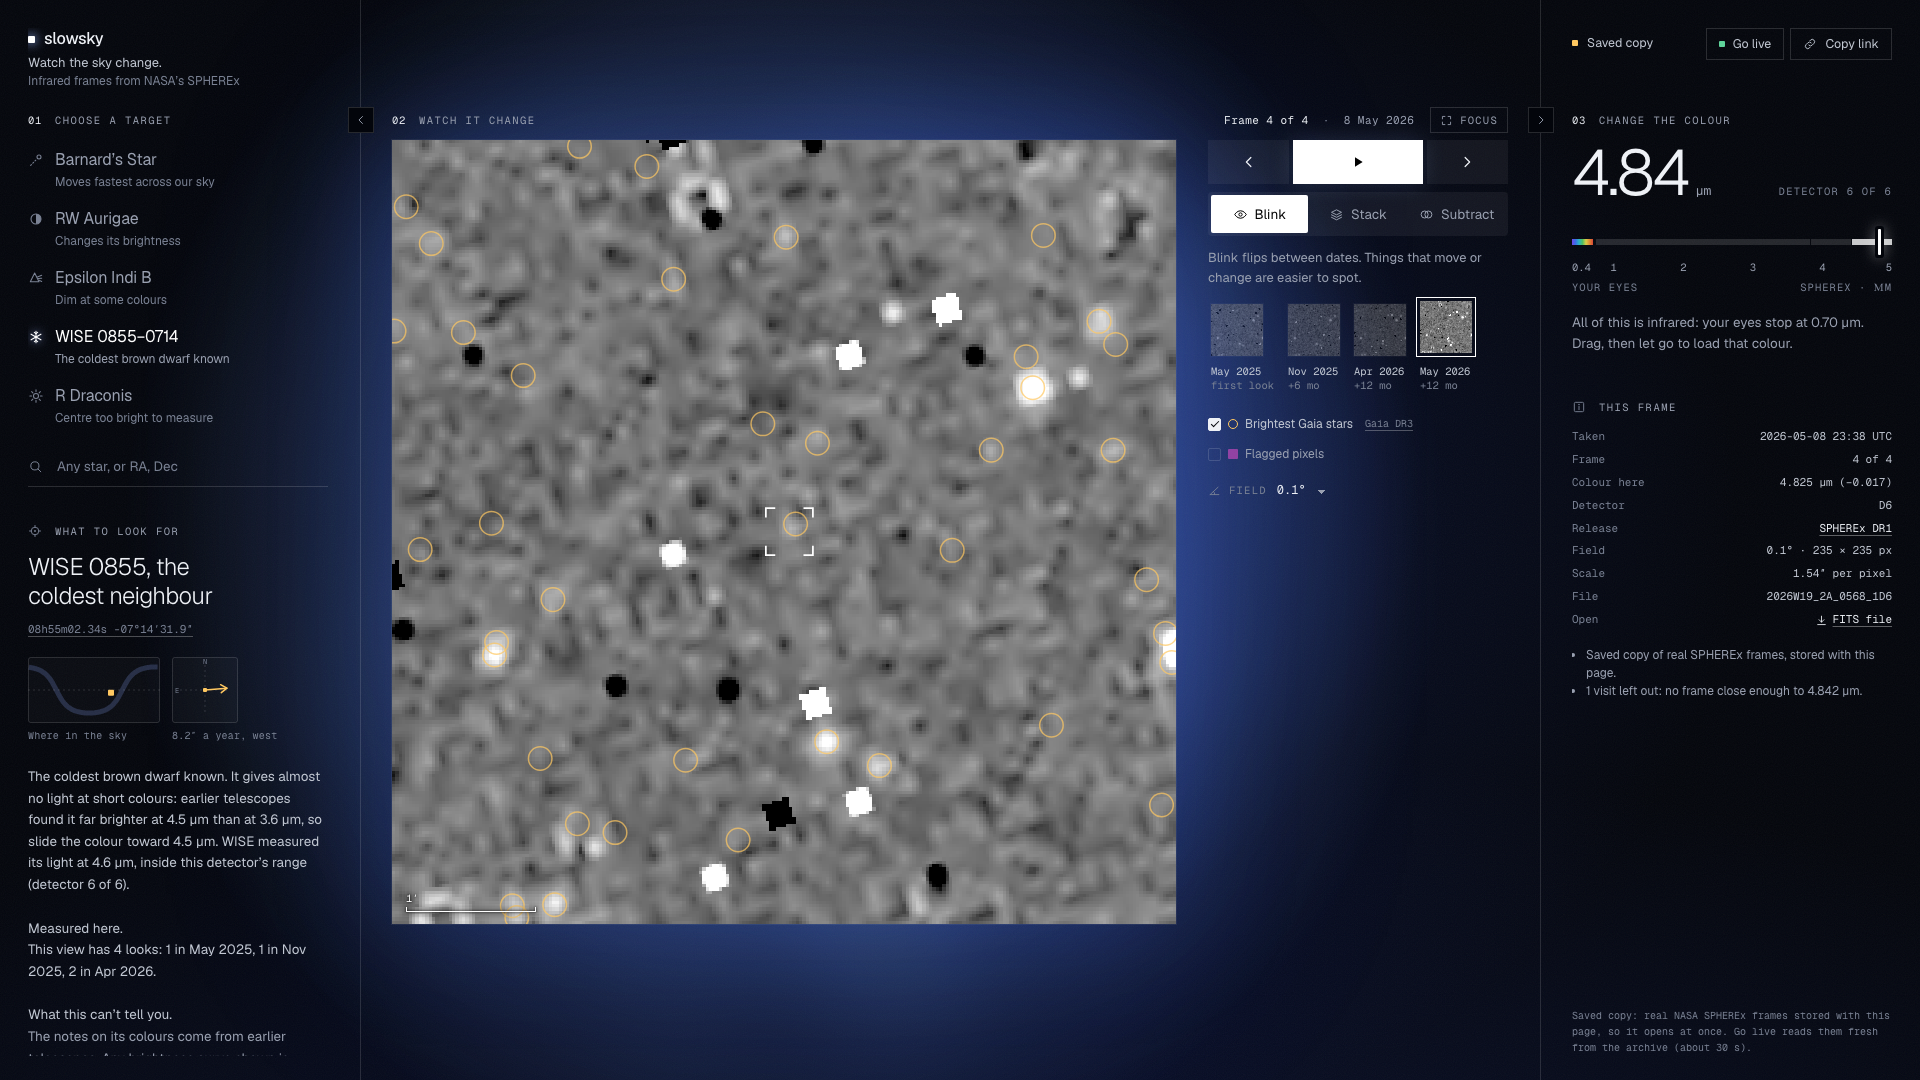 slowsky
Watch the sky change.
Infrared frames from NASA's SPHEREx
01 CHOOSE A TARGET
Barnard's Star
Moves fastest across our sky
RW Aurigae
Changes its brightness
Epsilon Indi B
Dim at some colours
WISE 0855–0714
The coldest brown dwarf known
R Draconis
Centre too bright to measure
Any star, or RA, Dec
WHAT TO LOOK FOR
WISE 0855, the
coldest neighbour
08h55m02.34s -07°14′31.9″
N
E
Where in the sky
8.2″ a year, west
The coldest brown dwarf known. It gives almost
no light at short colours: earlier telescopes
found it far brighter at 4.5 µm than at 3.6 µm, so
slide the colour toward 4.5 µm. WISE measured
its light at 4.6 µm, inside this detector's range
(detector 6 of 6).
Measured here.
This view has 4 looks: 1 in May 2025, 1 in Nov
2025, 2 in Apr 2026.
What this can't tell you.
The notes on its colours come from earlier
02 WATCH IT CHANGE
Frame 4 of 4 · 8 May 2026
FOCUS
1′
Blink
Stack
Subtract
Blink flips between dates. Things that move or
change are easier to spot.
May 2025
first look
Nov 2025
+6 mo
Apr 2026
+12 mo
May 2026
+12 mo
Brightest Gaia stars Gaia DR3
Flagged pixels
FIELD 0.1°
Saved copy
Go live
Copy link
03 CHANGE THE COLOUR
4.84 µm
DETECTOR 6 OF 6
0.4 1 2 3 4 5
YOUR EYES
SPHEREX · MM
All of this is infrared: your eyes stop at 0.70 µm.
Drag, then let go to load that colour.
THIS FRAME
Taken 2026-05-08 23:38 UTC
Frame 4 of 4
Colour here 4.825 µm (−0.017)
Detector D6
Release SPHEREx DR1
Field 0.1° · 235 × 235 px
Scale 1.54″ per pixel
File 2026W19_2A_0568_1D6
Open FITS file
Saved copy of real SPHEREx frames, stored with this
page.
1 visit left out: no frame close enough to 4.842 µm.
Saved copy: real NASA SPHEREx frames stored with this
page, so it opens at once. Go live reads them fresh
from the archive (about 30 s).